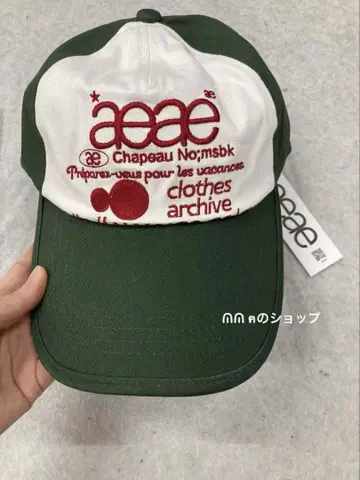 æ
*aeae
æ Chapeau No;msbk
Préparez-vous pour les vacances
clothes
archive
aeae
ก กิ ฅのショップ